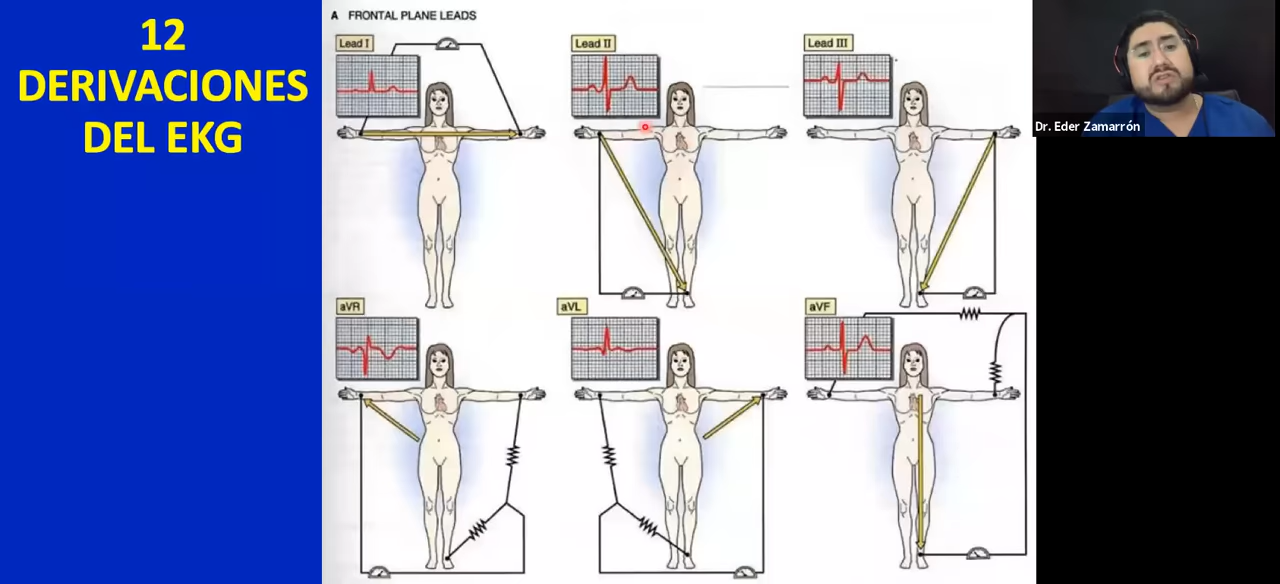 12
DERIVACIONES
DEL EKG
A FRONTAL PLANE LEADS
Lead I
Lead II
Lead III
aVR
aVL
aVF
Dr. Eder Zamarrón